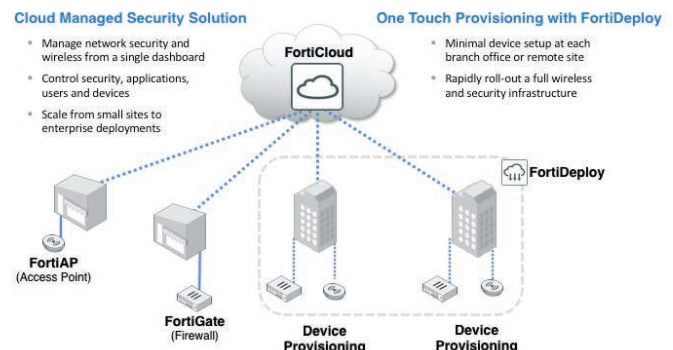 Cloud Managed Security Solution
Manage network security and
wireless from a single dashboard
Control security, applications,
users and devices
Scale from small sites to
enterprise deployments
One Touch Provisioning with FortiDeploy
Minimal device setup at each
branch office or remote site
Rapidly roll-out a full wireless
and security infrastructure
FortiCloud
FortiDeploy
FortiAP
(Access Point)
FortiGate
(Firewall)
Device
Provisioning
Device
Provisioning